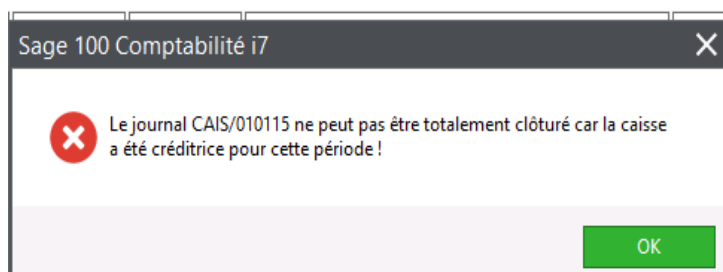 Sage 100 Comptabilité i7
Le journal CAIS/010115 ne peut pas être totalement clôturé car la caisse
a été créditrice pour cette période !
OK